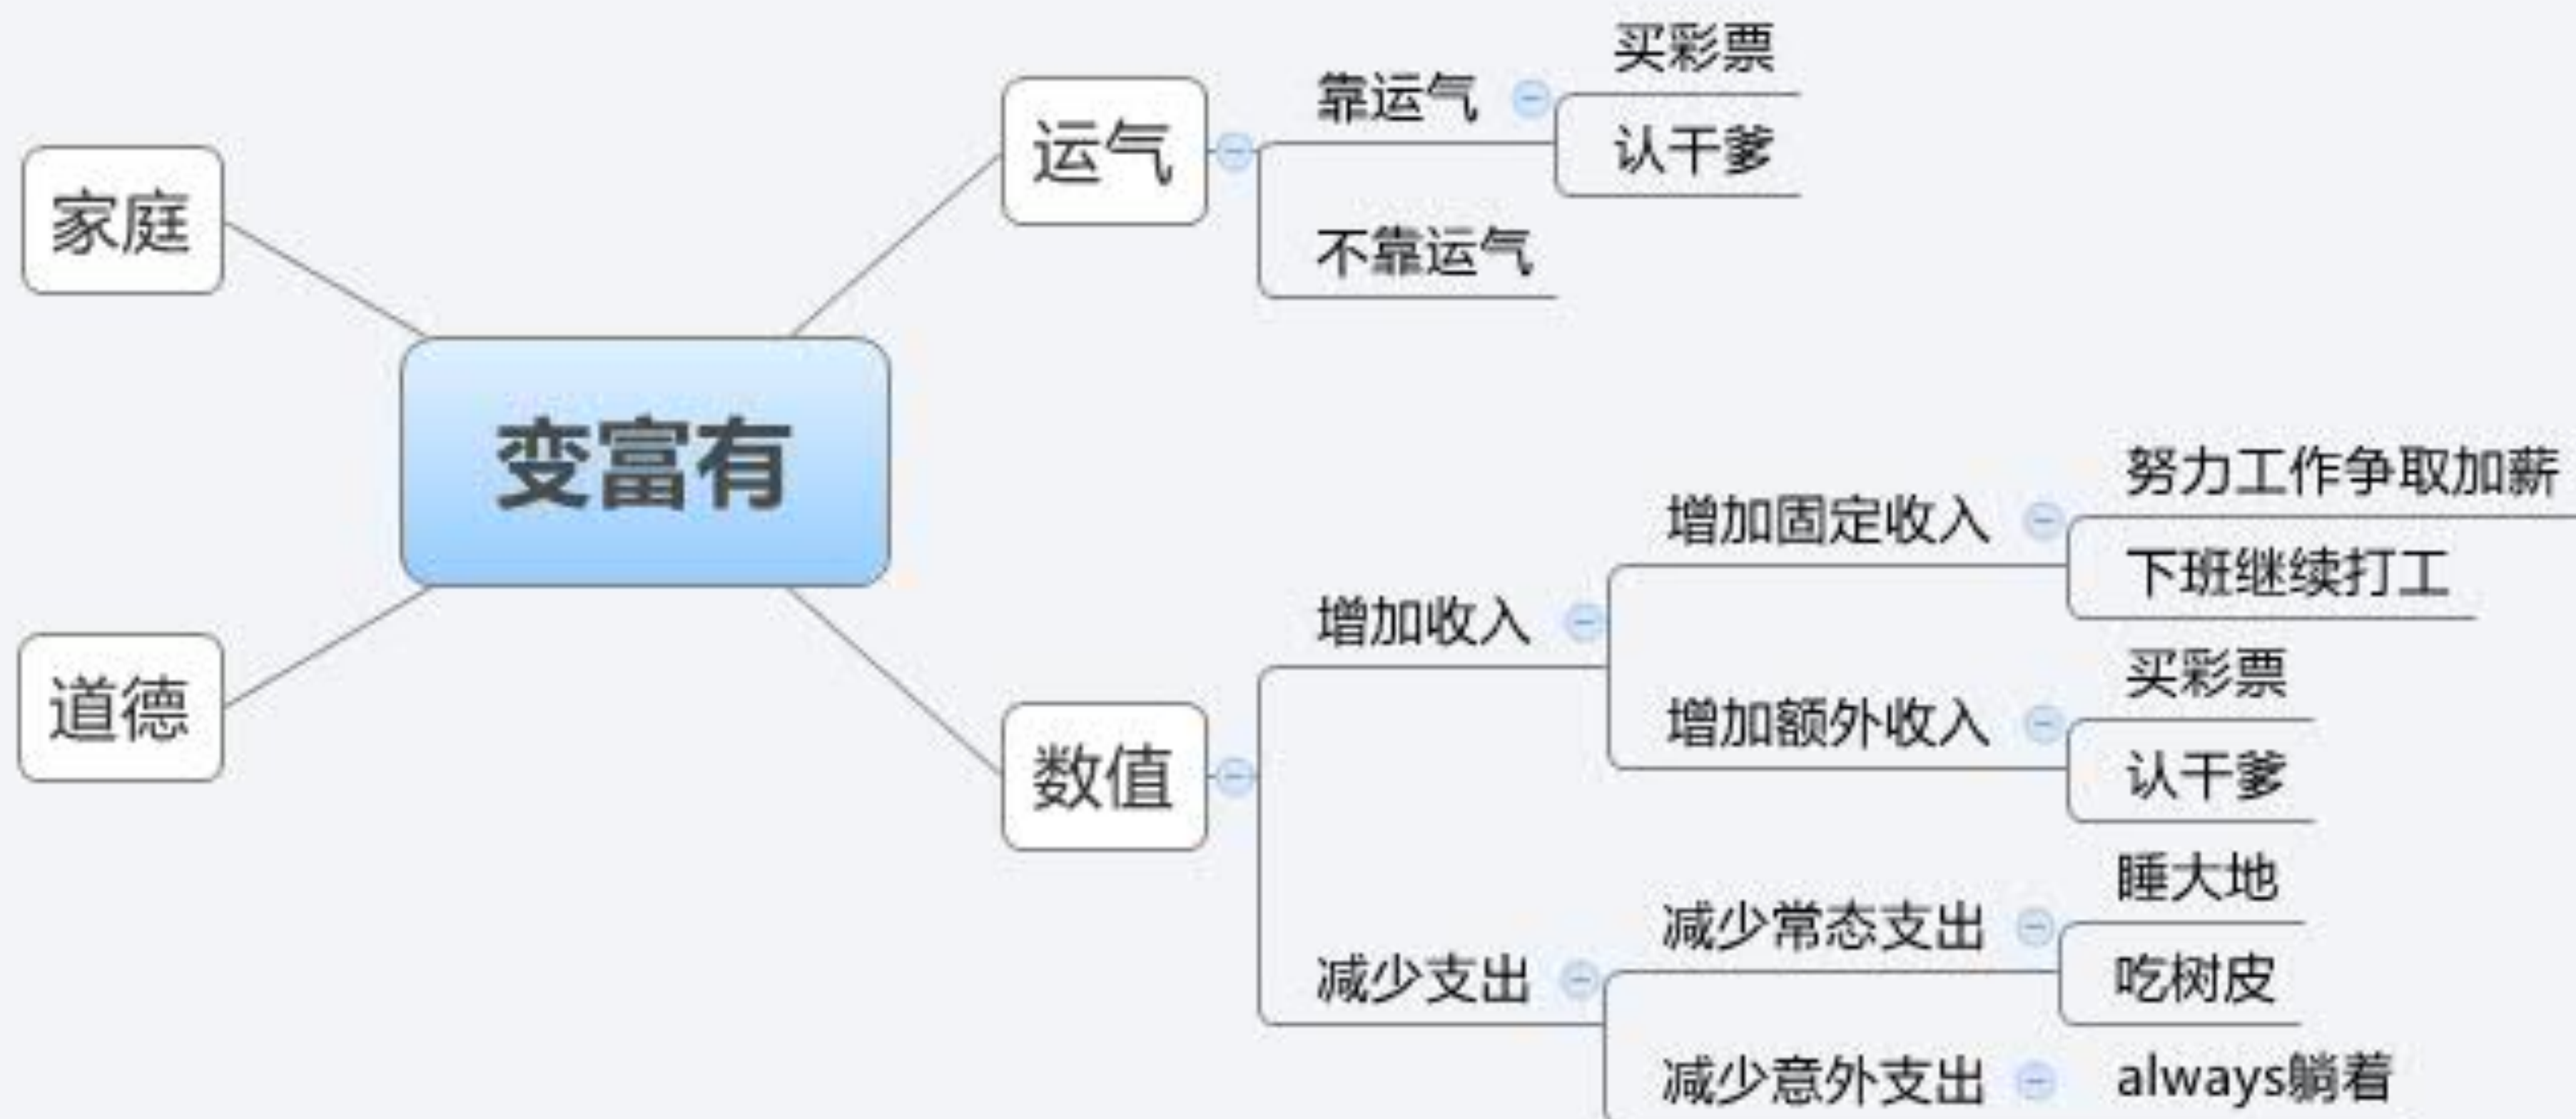 家庭
道德
变富有
运气
靠运气
买彩票
认干爹
不靠运气
数值
增加收入
增加固定收入
努力工作争取加薪
下班继续打工
增加额外收入
买彩票
认干爹
减少支出
减少常态支出
睡大地
吃树皮
减少意外支出
always躺着